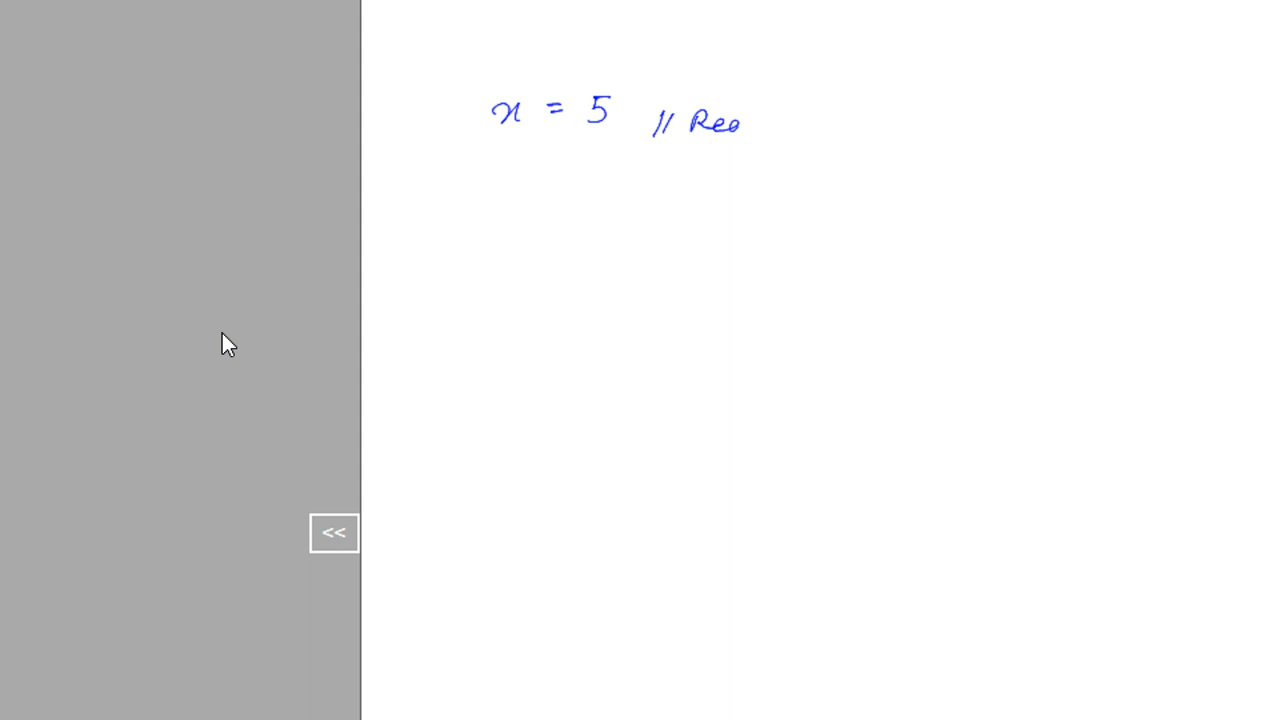 x = 5 // Rea
<<